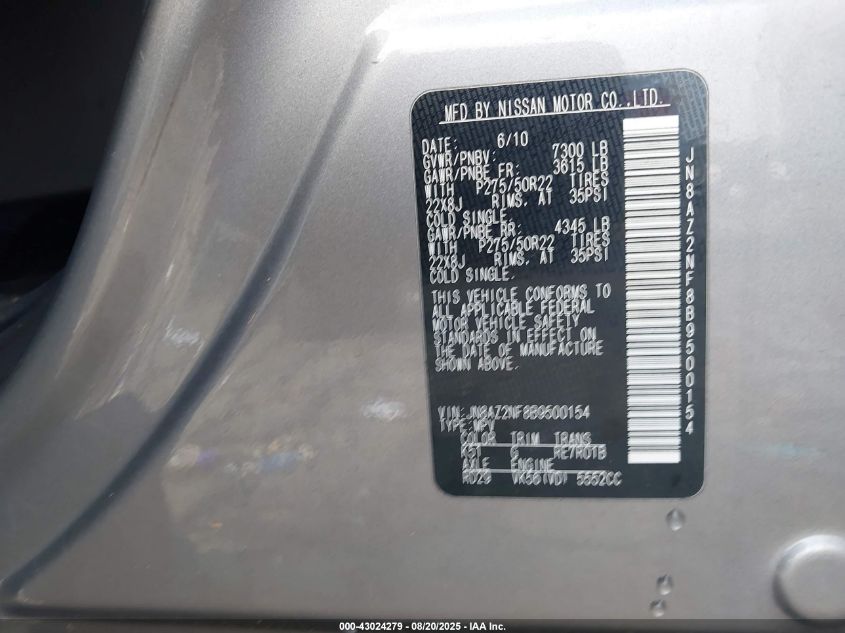 MFD BY NISSAN MOTOR CO.,LTD.
DATE: 6/10
GVWR/PNBV: 7300 LB
GAWR/PNBE FR: 3615 LB
WITH P275/50R22 TIRES
22X8J RIMS. AT 35PSI
COLD SINGLE.
GAWR/PNBE RR: 4345 LB
WITH P275/50R22 TIRES
22X8J RIMS. AT 35PSI
COLD SINGLE.
THIS VEHICLE CONFORMS TO
ALL APPLICABLE FEDERAL
MOTOR VEHICLE SAFETY
STANDARDS IN EFFECT ON
THE DATE OF MANUFACTURE
SHOWN ABOVE.
VIN:JN8AZ2NF8B9500154
TYPE:MPV
COLOR TRIM TRANS
K51 G RE7R01B
AXLE ENGINE
RD29 VK56(VD) 5552CC
JN8AZ2NF8B9500154
000-43024279 - 08/20/2025 - IAA Inc.